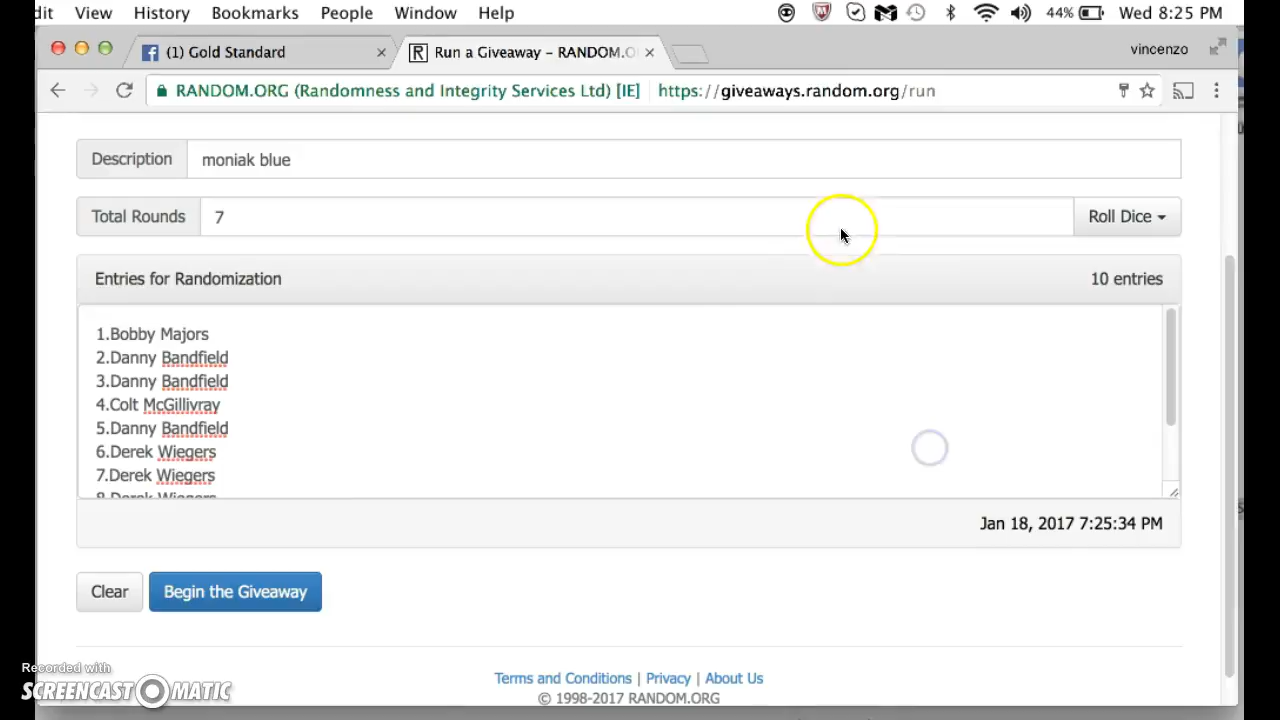 dit View History Bookmarks People Window Help 44% Wed 8:25 PM
(1) Gold Standard Run a Giveaway – RANDOM.O vincenzo
RANDOM.ORG (Randomness and Integrity Services Ltd) [IE] https://giveaways.random.org/run
Description moniak blue
Total Rounds 7 Roll Dice
Entries for Randomization 10 entries
1.Bobby Majors
2.Danny Bandfield
3.Danny Bandfield
4.Colt McGillivray
5.Danny Bandfield
6.Derek Wiegers
7.Derek Wiegers
8.Derek Wiegers
Jan 18, 2017 7:25:34 PM
Clear Begin the Giveaway
Terms and Conditions | Privacy | About Us
© 1998-2017 RANDOM.ORG
Recorded with
SCREENCAST O MATIC